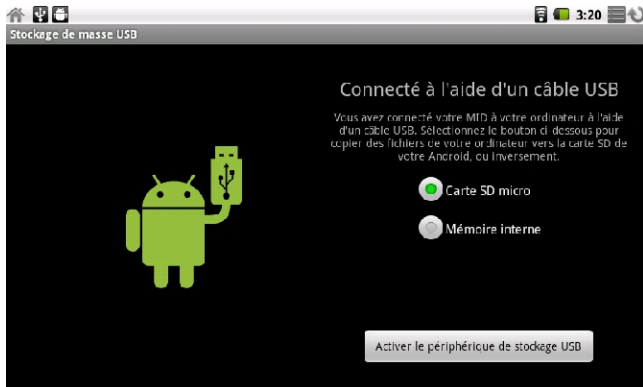 3:20
Stockage de masse USB
Connecté à l'aide d'un câble USB
Vous avez connecté votre MID à votre ordinateur à l'aide
d'un câble USB. Sélectionnez le bouton ci-dessous pour
copier des fichiers de votre ordinateur vers la carte SD de
votre Android, ou inversement.
Carte SD micro
Mémoire interne
Activer le périphérique de stockage USB